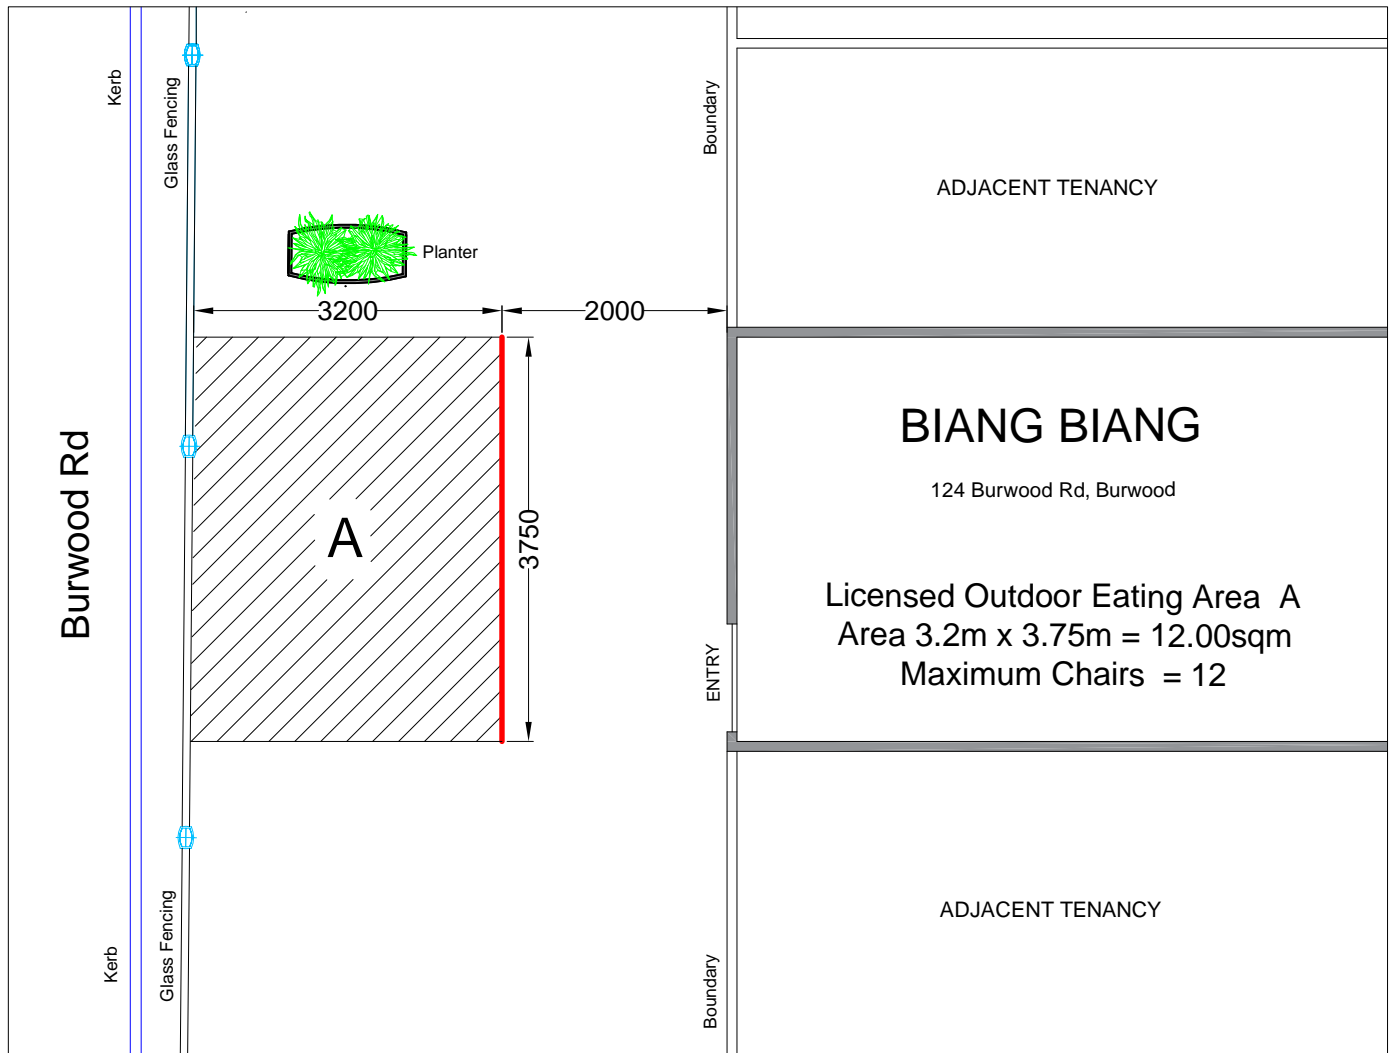 Kerb
Glass Fencing
Boundary
ADJACENT TENANCY
Planter
3200
2000
BIANG BIANG
124 Burwood Rd, Burwood
Burwood Rd
A
3750
Licensed Outdoor Eating Area A
Area 3.2m x 3.75m = 12.00sqm
Maximum Chairs = 12
ENTRY
ADJACENT TENANCY
Kerb
Glass Fencing
Boundary